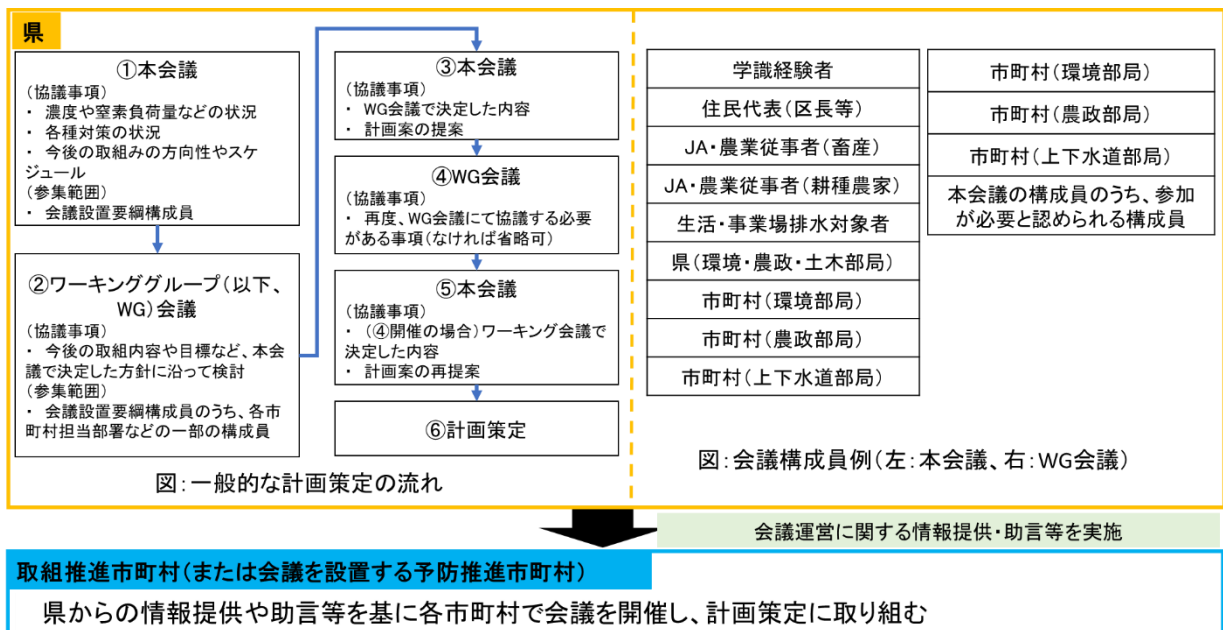 県
①本会議
(協議事項)
・ 濃度や窒素負荷量などの状況
・ 各種対策の状況
・ 今後の取組みの方向性やスケ
ジュール
(参集範囲)
・ 会議設置要綱構成員
②ワーキンググループ(以下、
WG)会議
(協議事項)
・ 今後の取組内容や目標など、本会
議で決定した方針に沿って検討
(参集範囲)
・ 会議設置要綱構成員のうち、各市
町村担当部署などの一部の構成員
③本会議
(協議事項)
・ WG会議で決定した内容
・ 計画案の提案
④WG会議
(協議事項)
・ 再度、WG会議にて協議する必要
がある事項(なければ省略可)
⑤本会議
(協議事項)
・ (④開催の場合)ワーキング会議で
決定した内容
・ 計画案の再提案
⑥計画策定
図:一般的な計画策定の流れ
学識経験者
住民代表(区長等)
JA・農業従事者(畜産)
JA・農業従事者(耕種農家)
生活・事業場排水対象者
県(環境・農政・土木部局)
市町村(環境部局)
市町村(農政部局)
市町村(上下水道部局)
市町村(環境部局)
市町村(農政部局)
市町村(上下水道部局)
本会議の構成員のうち、参加
が必要と認められる構成員
図:会議構成員例(左:本会議、右:WG会議)
会議運営に関する情報提供・助言等を実施
取組推進市町村(または会議を設置する予防推進市町村)
県からの情報提供や助言等を基に各市町村で会議を開催し、計画策定に取り組む